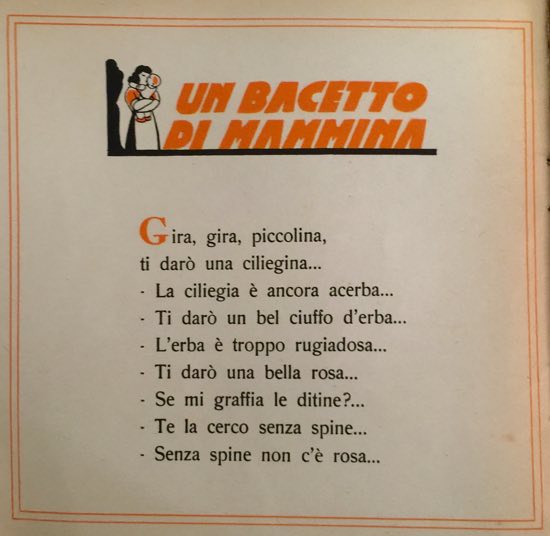 UN BACETTO
DI MAMMINA
Gira, gira, piccolina,
ti darò una ciliegina...
- La ciliegia è ancora acerba...
- Ti darò un bel ciuffo d'erba...
- L'erba è troppo rugiadosa...
- Ti darò una bella rosa...
- Se mi graffia le ditine?...
- Te la cerco senza spine...
- Senza spine non c'è rosa...